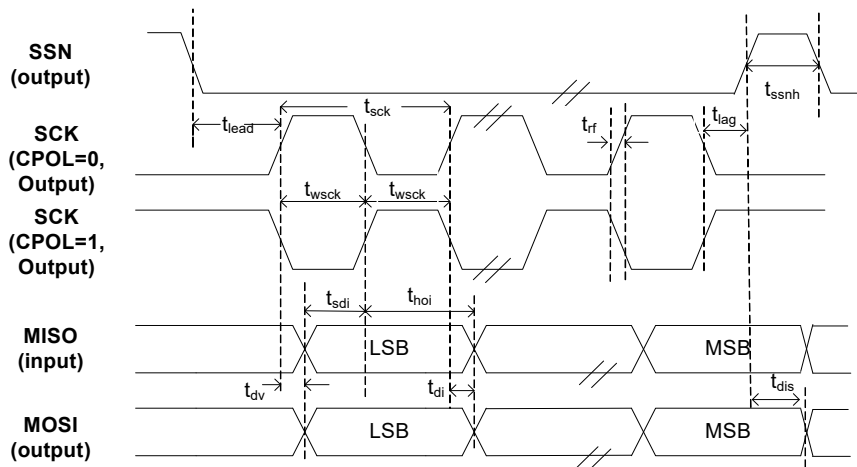 SSN
(output)
t_ssnh
t_sck
t_lead
t_rf
t_lag
SCK
(CPOL=0,
Output)
t_wsck t_wsck
SCK
(CPOL=1,
Output)
t_sdi t_hoi
MISO
(input)
LSB MSB
t_dv t_di t_dis
MOSI
(output)
LSB MSB